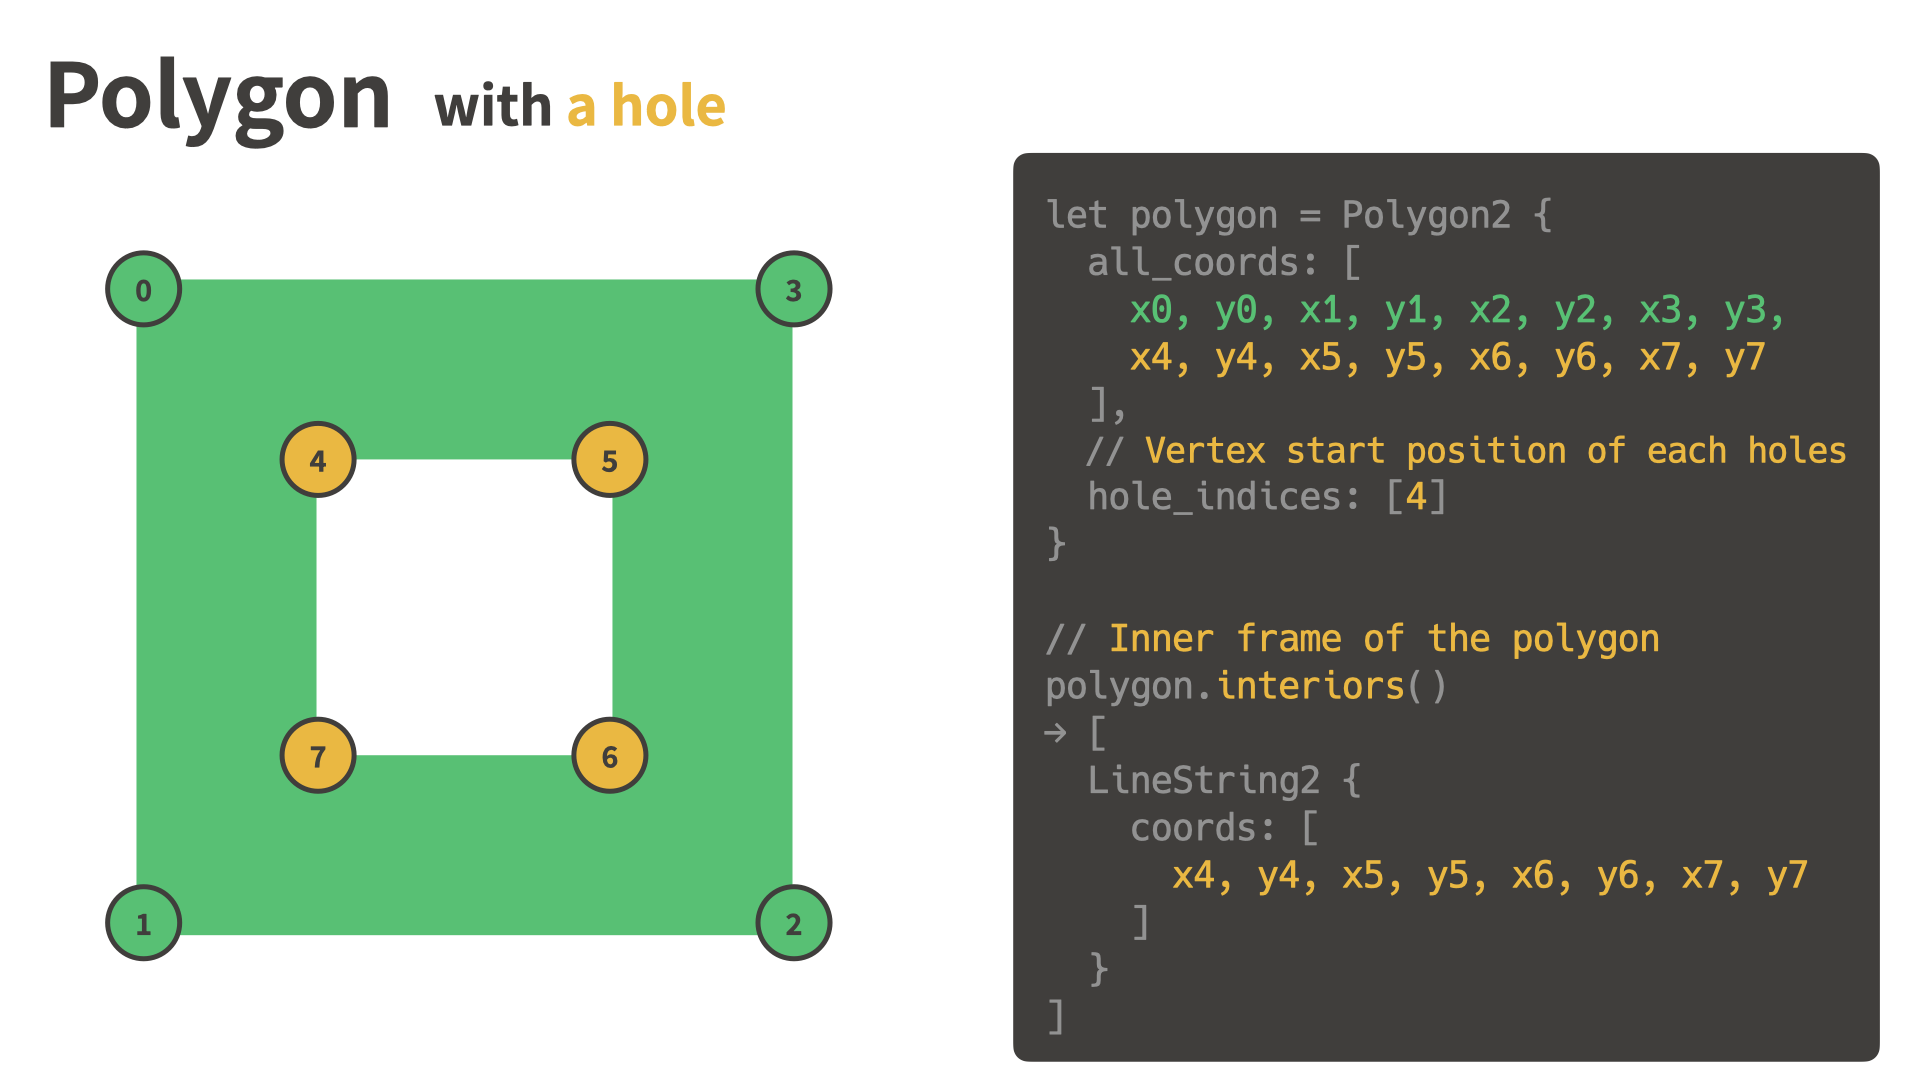 Polygon with a hole
0
3
4
5
7
6
1
2
let polygon = Polygon2 {
  all_coords: [
    x0, y0, x1, y1, x2, y2, x3, y3,
    x4, y4, x5, y5, x6, y6, x7, y7
  ],
  // Vertex start position of each holes
  hole_indices: [4]
}
// Inner frame of the polygon
polygon.interiors()
→ [
  LineString2 {
    coords: [
      x4, y4, x5, y5, x6, y6, x7, y7
    ]
  }
]